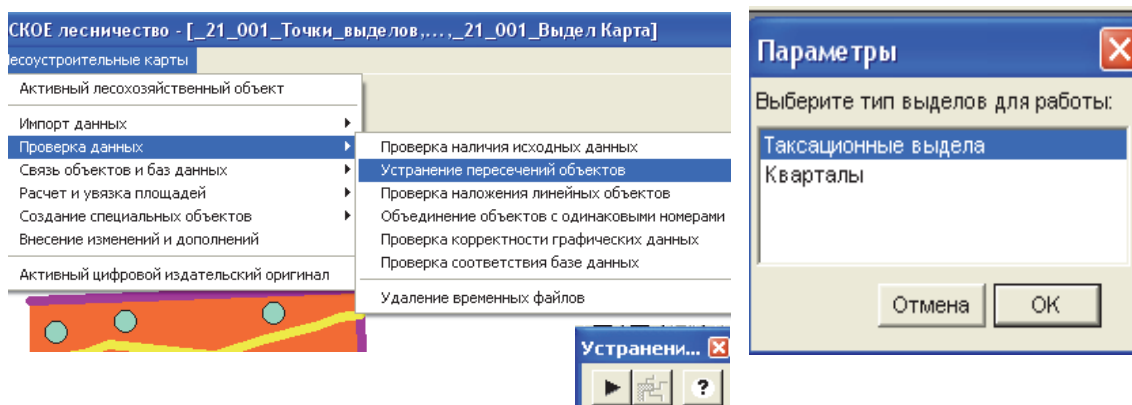 СКОЕ лесничество - [_21_001_Точки_выделов,...,_21_001_Выдел Карта]
Лесоустроительные карты
Активный лесохозяйственный объект
Импорт данных
Проверка данных
Связь объектов и баз данных
Расчет и увязка площадей
Создание специальных объектов
Внесение изменений и дополнений
Активный цифровой издательский оригинал
Проверка наличия исходных данных
Устранение пересечений объектов
Проверка наложения линейных объектов
Объединение объектов с одинаковыми номерами
Проверка корректности графических данных
Проверка соответствия базе данных
Удаление временных файлов
Устранени...
?
Параметры
Выберите тип выделов для работы:
Таксационные выдела
Кварталы
Отмена
OK